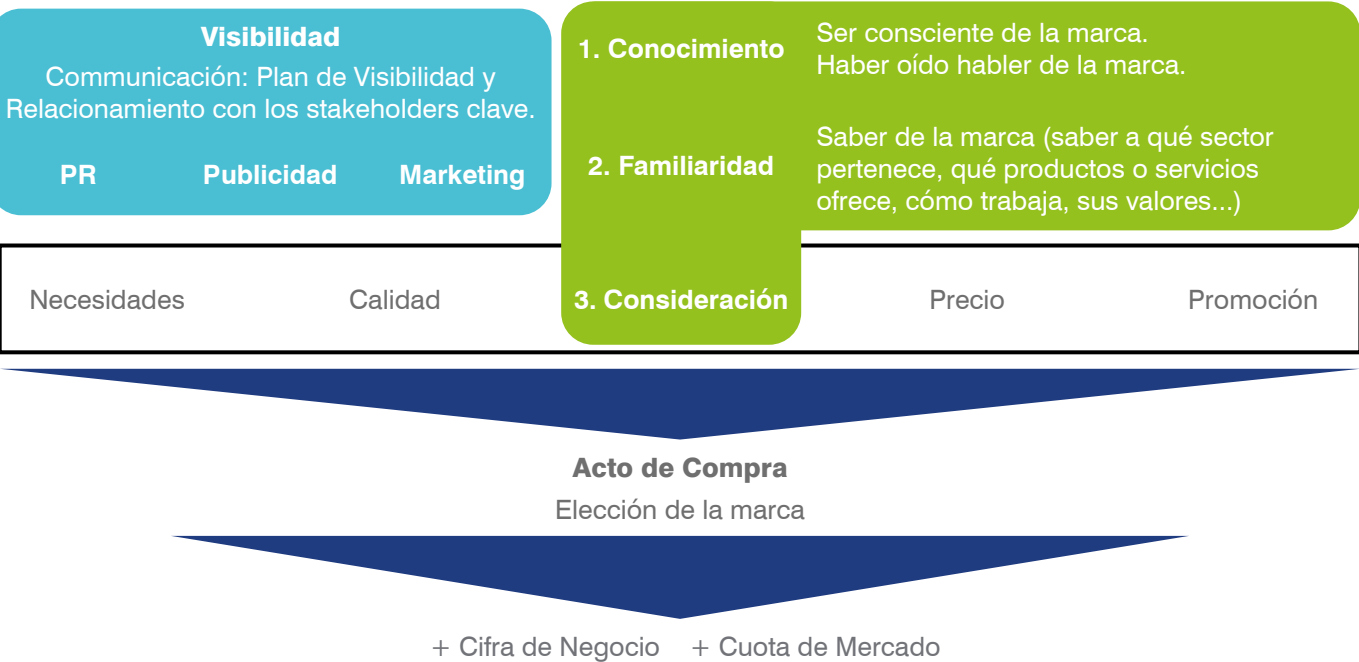 Visibilidad
Communicación: Plan de Visibilidad y
Relacionamiento con los stakeholders clave.
PR Publicidad Marketing
1. Conocimiento
Ser consciente de la marca.
Haber oído habler de la marca.
2. Familiaridad
Saber de la marca (saber a qué sector
pertenece, qué productos o servicios
ofrece, cómo trabaja, sus valores...)
Necesidades Calidad 3. Consideración Precio Promoción
Acto de Compra
Elección de la marca
+ Cifra de Negocio + Cuota de Mercado